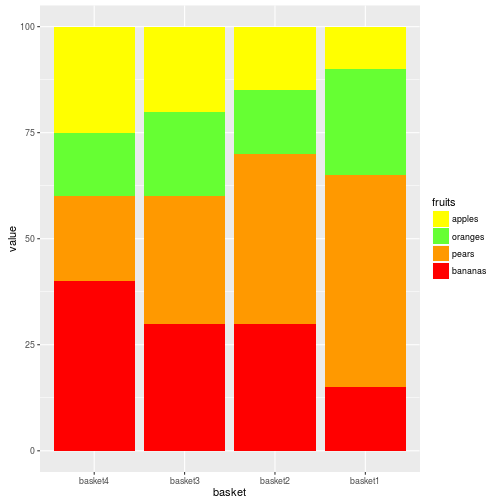 100
75
50
25
0
value
basket4 basket3 basket2 basket1
basket
fruits
apples
oranges
pears
bananas